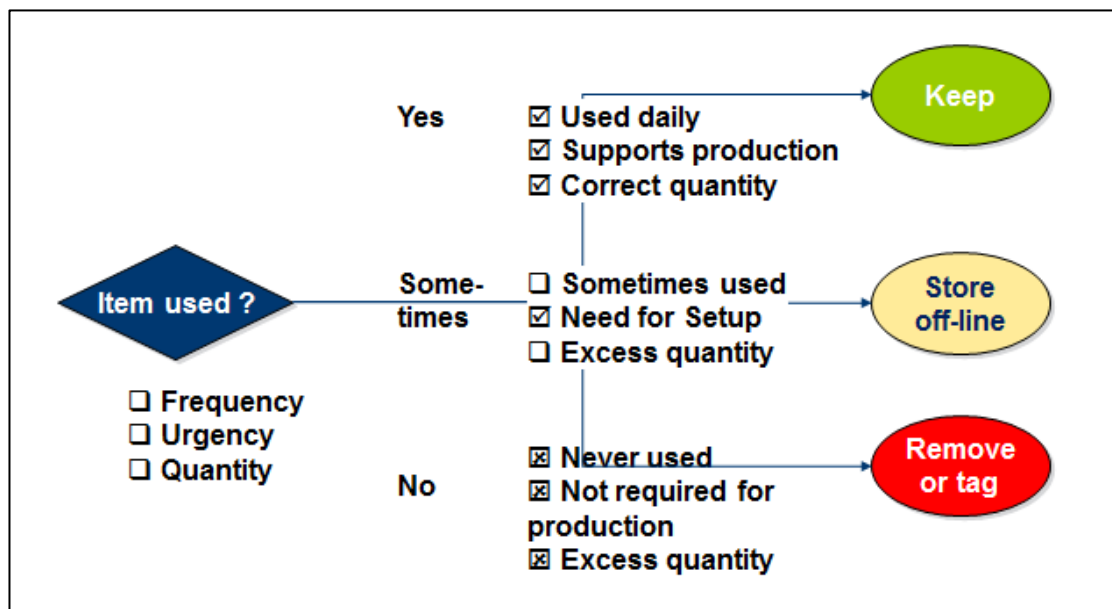 Keep
Yes
☑ Used daily
☑ Supports production
☑ Correct quantity
Item used ?
Some-
times
❑ Sometimes used
☑ Need for Setup
❑ Excess quantity
Store
off-line
❑ Frequency
❑ Urgency
❑ Quantity
No
☒ Never used
☒ Not required for
production
☒ Excess quantity
Remove
or tag